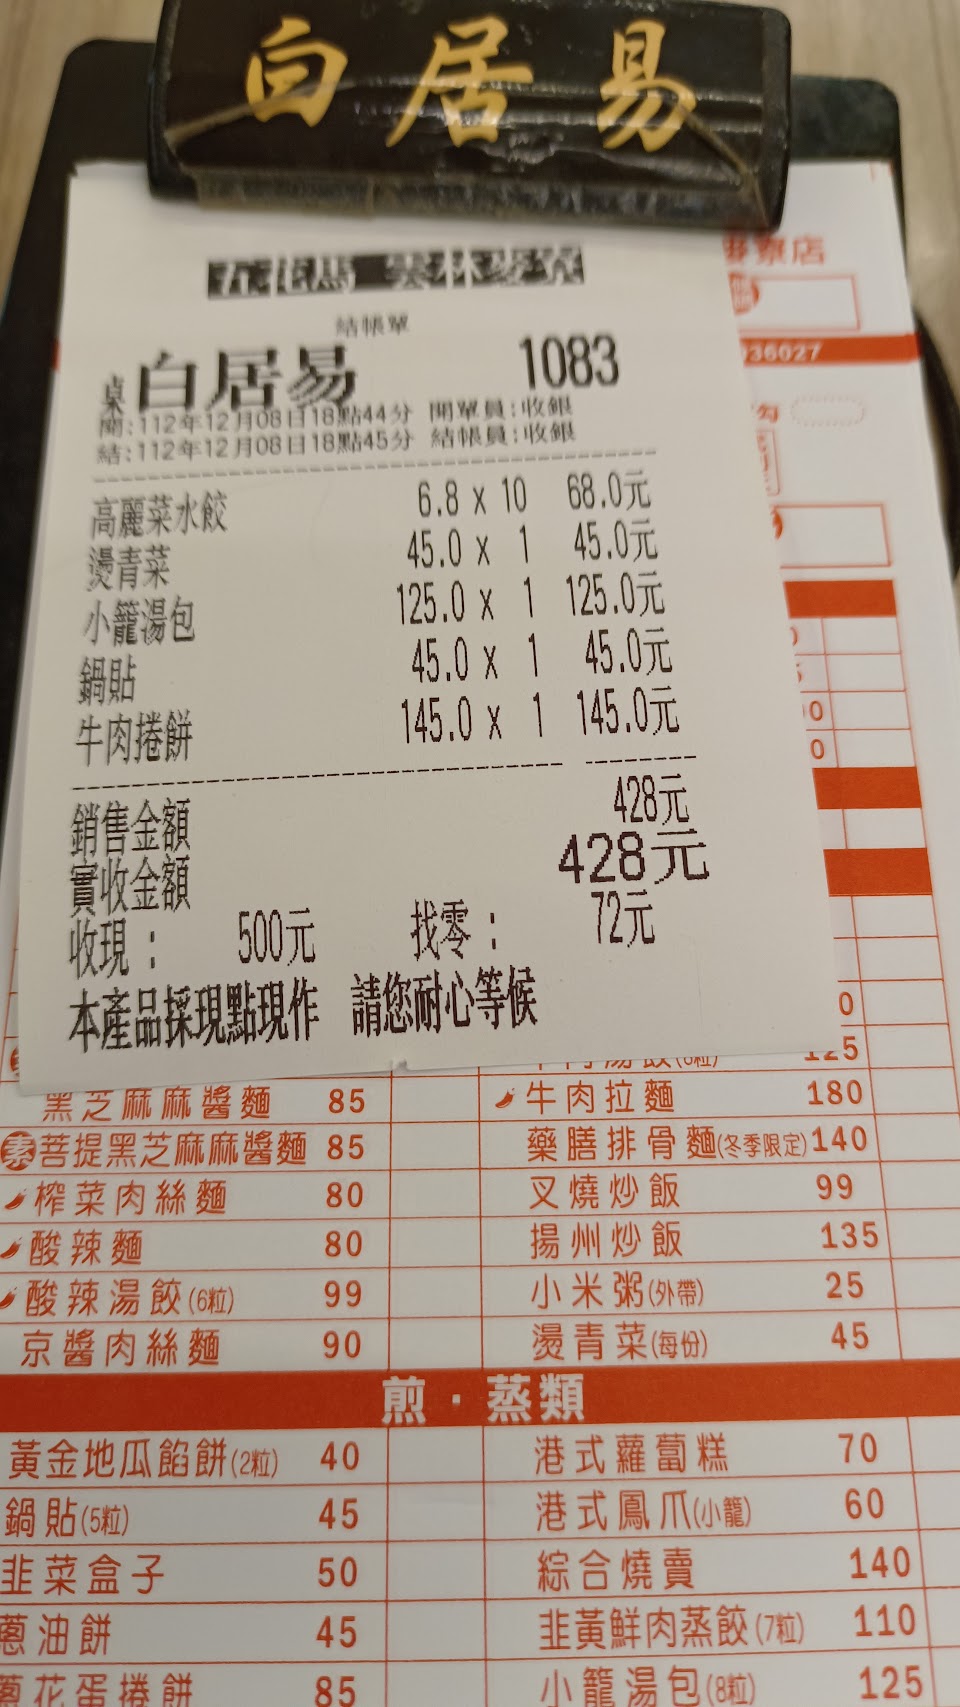 白居易
寮店
五花馬 雲林麥寮
結帳單
036027
桌 白居易 1083
開:112年12月08日18點44分 開單員:收銀
結:112年12月08日18點45分 結帳員:收銀
高麗菜水餃 6.8 x 10 68.0元
燙青菜 45.0 x 1 45.0元
小籠湯包 125.0 x 1 125.0元
鍋貼 45.0 x 1 45.0元
牛肉捲餅 145.0 x 1 145.0元
銷售金額 428元
實收金額 428元
收現: 500元 找零: 72元
本產品採現點現作 請您耐心等候
125
黑芝麻麻醬麵 85 牛肉拉麵 180
素 菩提黑芝麻麻醬麵 85 藥膳排骨麵(冬季限定) 140
榨菜肉絲麵 80 叉燒炒飯 99
酸辣麵 80 揚州炒飯 135
酸辣湯餃(6粒) 99 小米粥(外帶) 25
京醬肉絲麵 90 燙青菜(每份) 45
煎·蒸類
黃金地瓜餡餅(2粒) 40 港式蘿蔔糕 70
鍋貼(5粒) 45 港式鳳爪(小籠) 60
韭菜盒子 50 綜合燒賣 140
蔥油餅 45 韭黃鮮肉蒸餃(7粒) 110
蔥花蛋捲餅 85 小籠湯包(8粒) 125